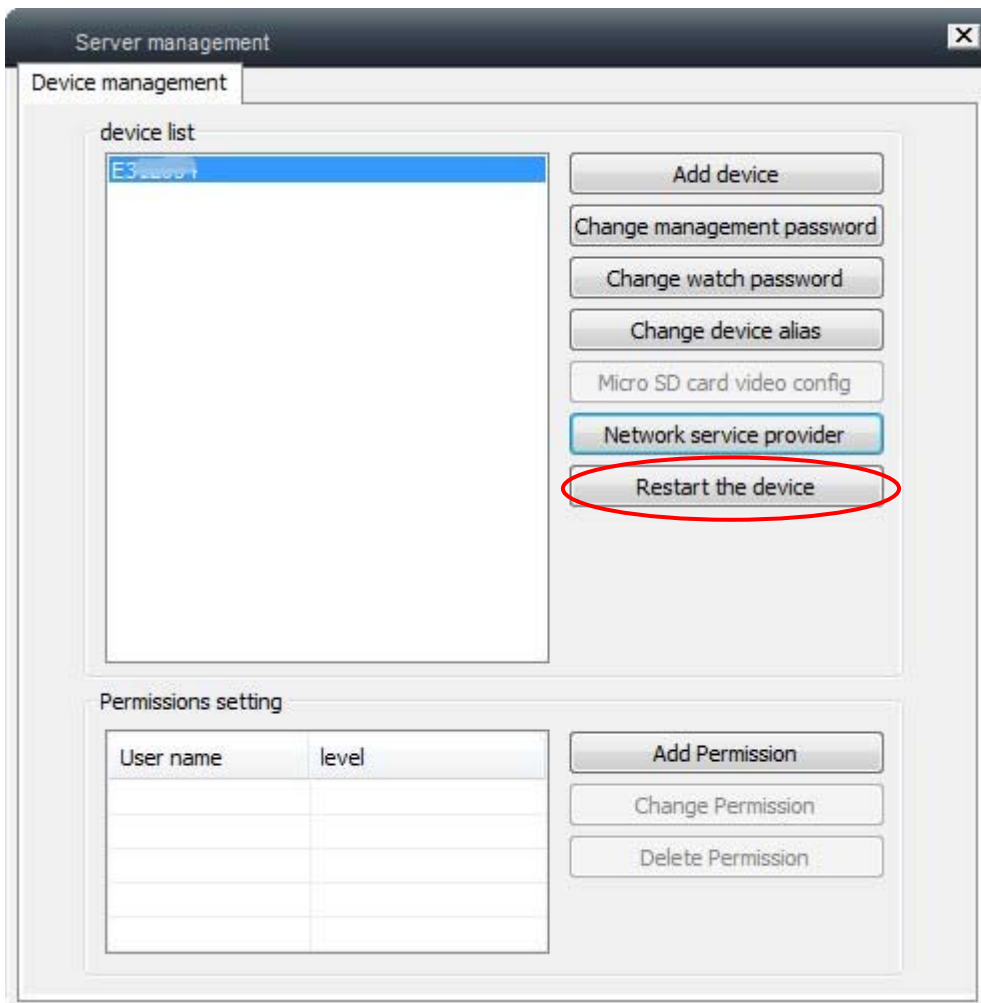 Server management
Device management
device list
Add device
Change management password
Change watch password
Change device alias
Micro SD card video config
Network service provider
Restart the device
Permissions setting
User name level
Add Permission
Change Permission
Delete Permission